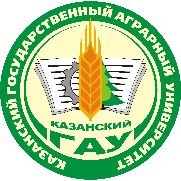 КАЗАНСКИЙ ГОСУДАРСТВЕННЫЙ АГРАРНЫЙ УНИВЕРСИТЕТ
КАЗАНСКИЙ
ГАУ